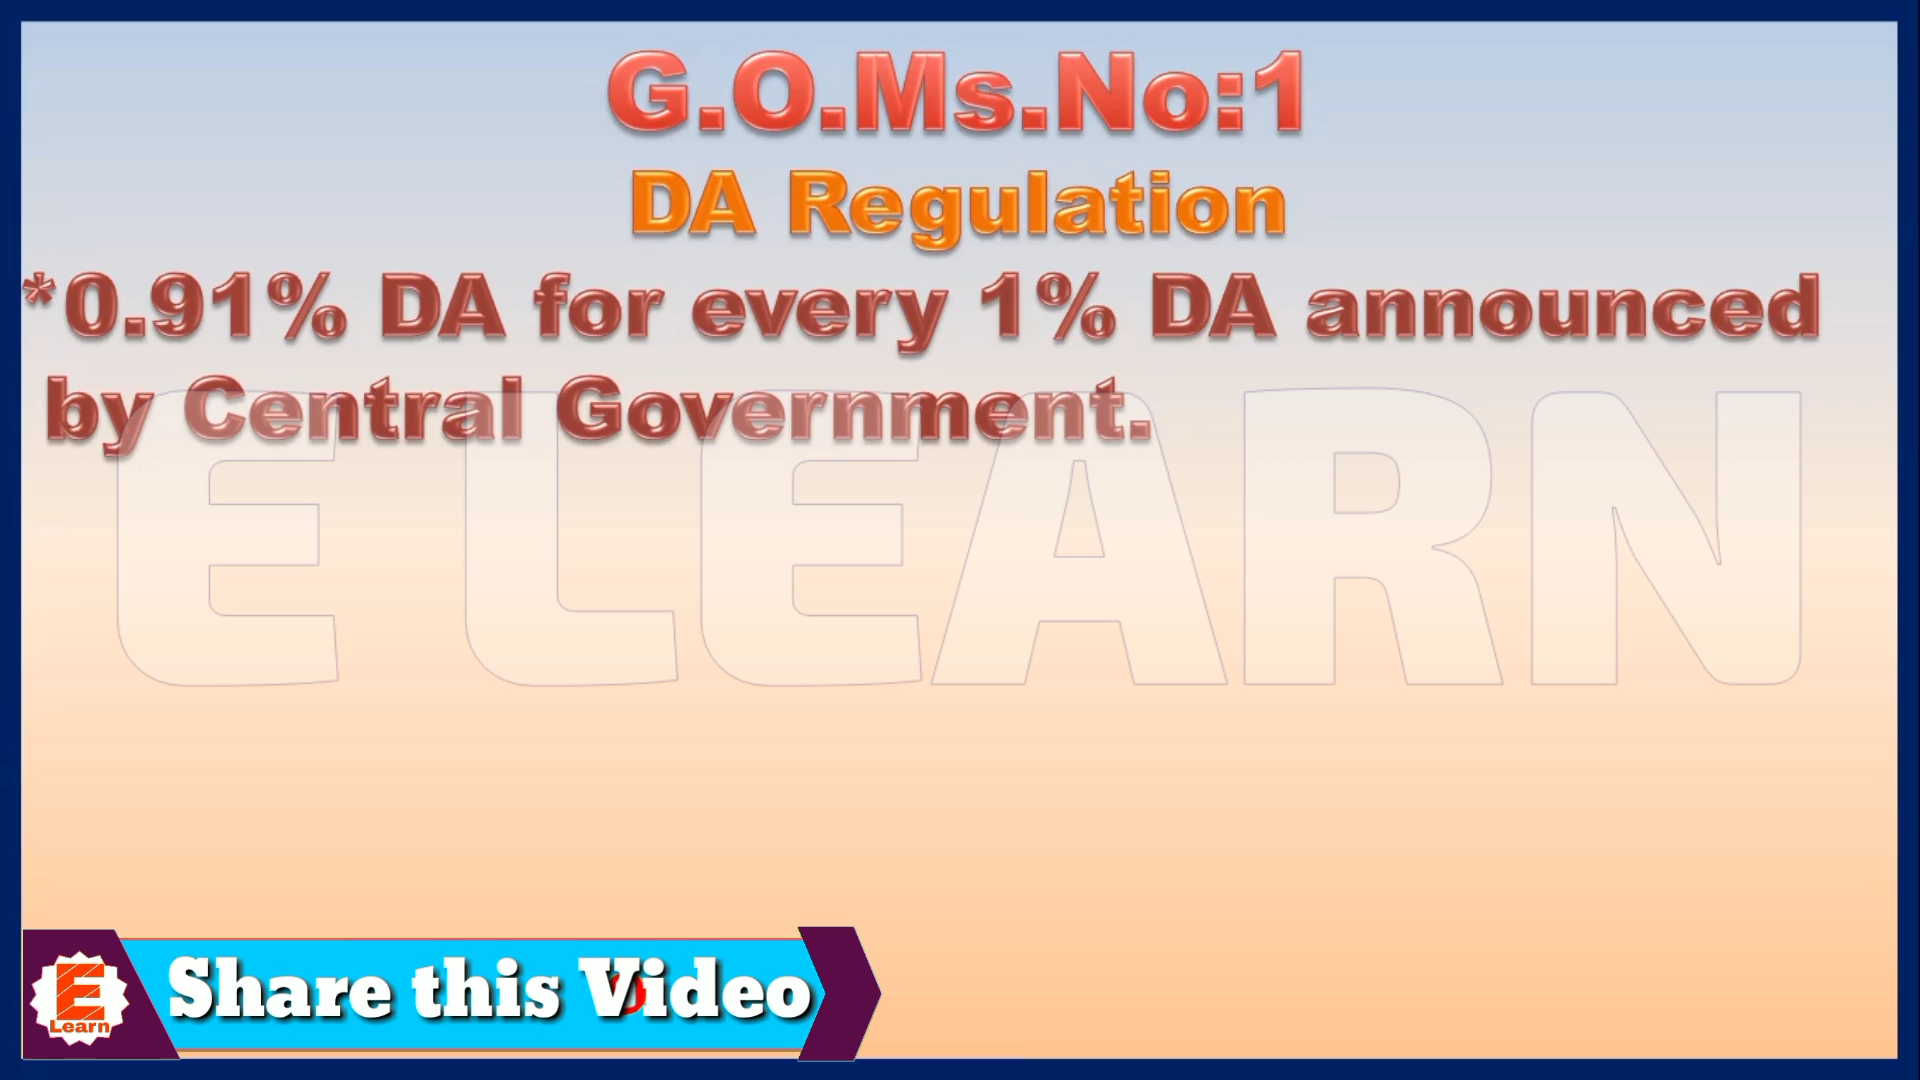 G.O.Ms.No:1
DA Regulation
*0.91% DA for every 1% DA announced
by Central Government.
E LEARN
E
Learn
Share this Video